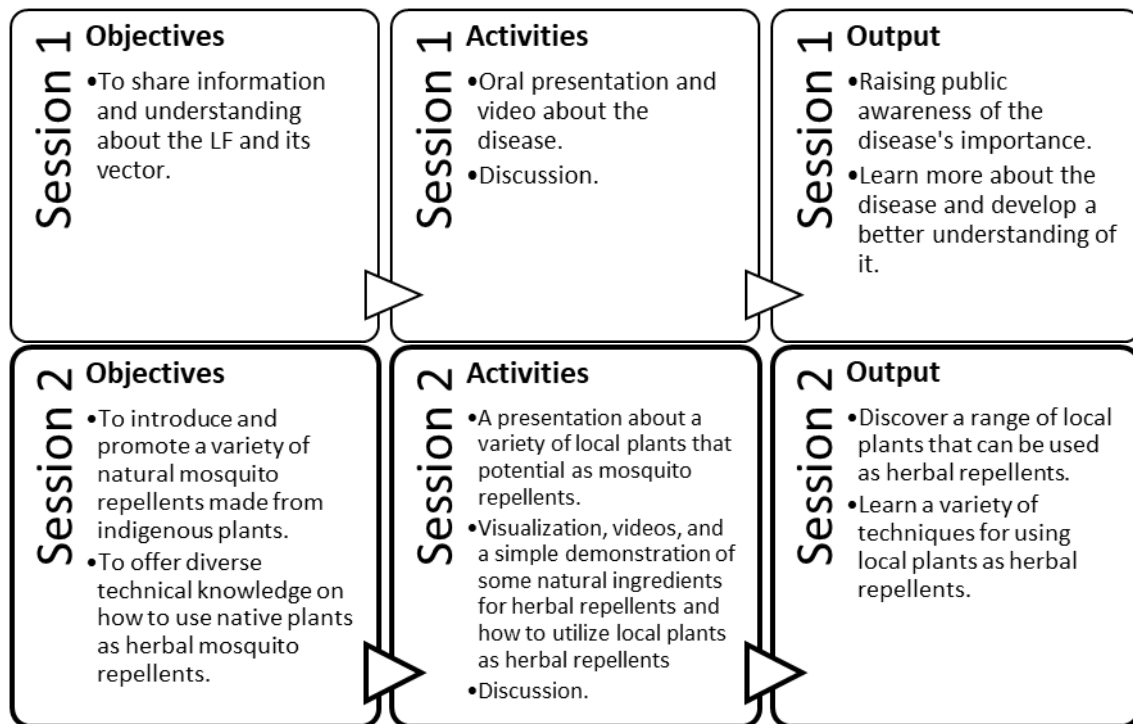 Session 1
Objectives
•To share information
and understanding
about the LF and its
vector.
Session 1
Activities
•Oral presentation and
video about the
disease.
•Discussion.
Session 1
Output
•Raising public
awareness of the
disease's importance.
•Learn more about the
disease and develop a
better understanding of
it.
Session 2
Objectives
•To introduce and
promote a variety of
natural mosquito
repellents made from
indigenous plants.
•To offer diverse
technical knowledge on
how to use native plants
as herbal mosquito
repellents.
Session 2
Activities
•A presentation about a
variety of local plants that
potential as mosquito
repellents.
•Visualization, videos, and
a simple demonstration of
some natural ingredients
for herbal repellents and
how to utilize local plants
as herbal repellents
•Discussion.
Session 2
Output
•Discover a range of local
plants that can be used
as herbal repellents.
•Learn a variety of
techniques for using
local plants as herbal
repellents.